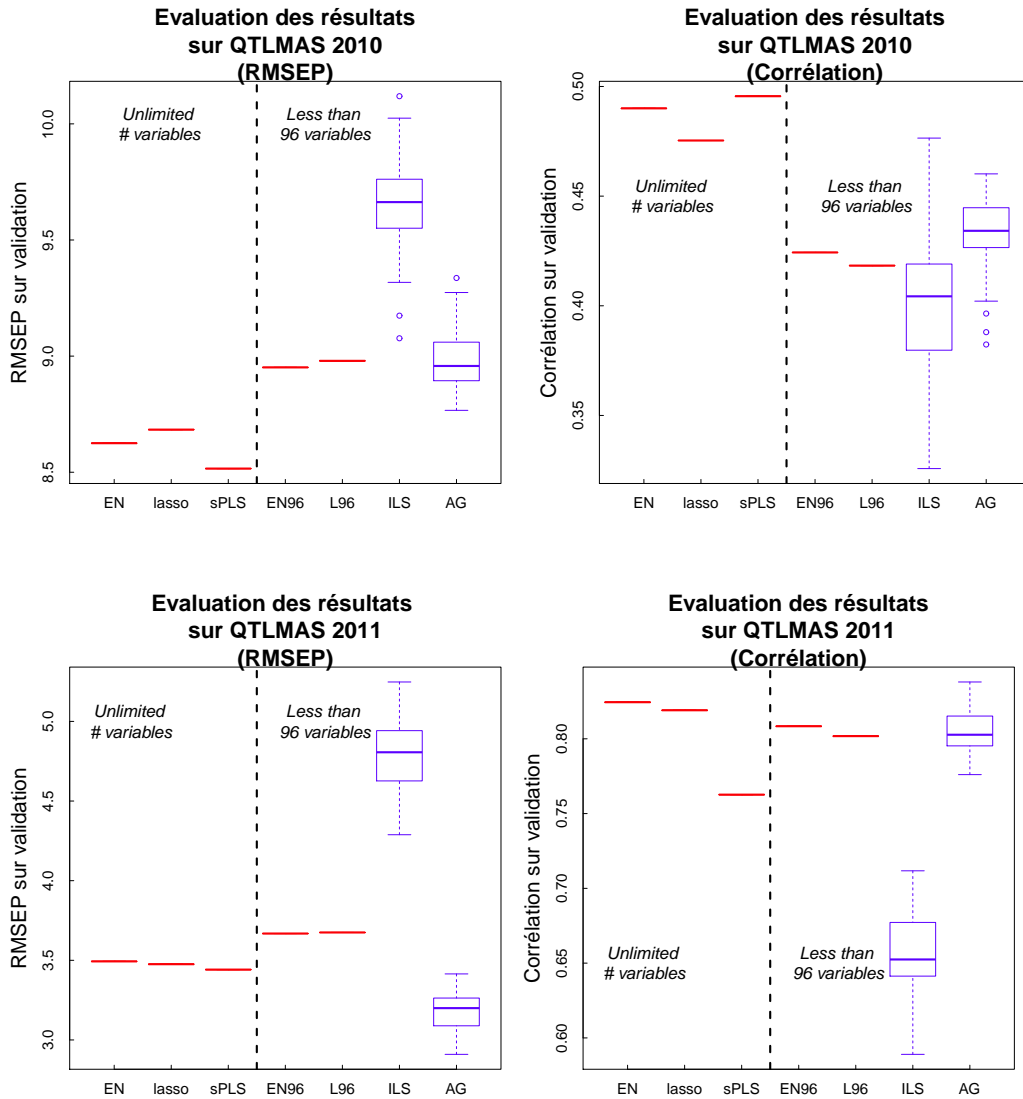 Evaluation des résultats
sur QTLMAS 2010
(RMSEP)
Unlimited
# variables
Less than
96 variables
RMSEP sur validation
10.0
9.5
9.0
8.5
EN lasso sPLS EN96 L96 ILS AG
Evaluation des résultats
sur QTLMAS 2010
(Corrélation)
Unlimited
# variables
Less than
96 variables
Corrélation sur validation
0.50
0.45
0.40
0.35
EN lasso sPLS EN96 L96 ILS AG
Evaluation des résultats
sur QTLMAS 2011
(RMSEP)
Unlimited
# variables
Less than
96 variables
RMSEP sur validation
5.0
4.5
4.0
3.5
3.0
EN lasso sPLS EN96 L96 ILS AG
Evaluation des résultats
sur QTLMAS 2011
(Corrélation)
Unlimited
# variables
Less than
96 variables
Corrélation sur validation
0.80
0.75
0.70
0.65
0.60
EN lasso sPLS EN96 L96 ILS AG